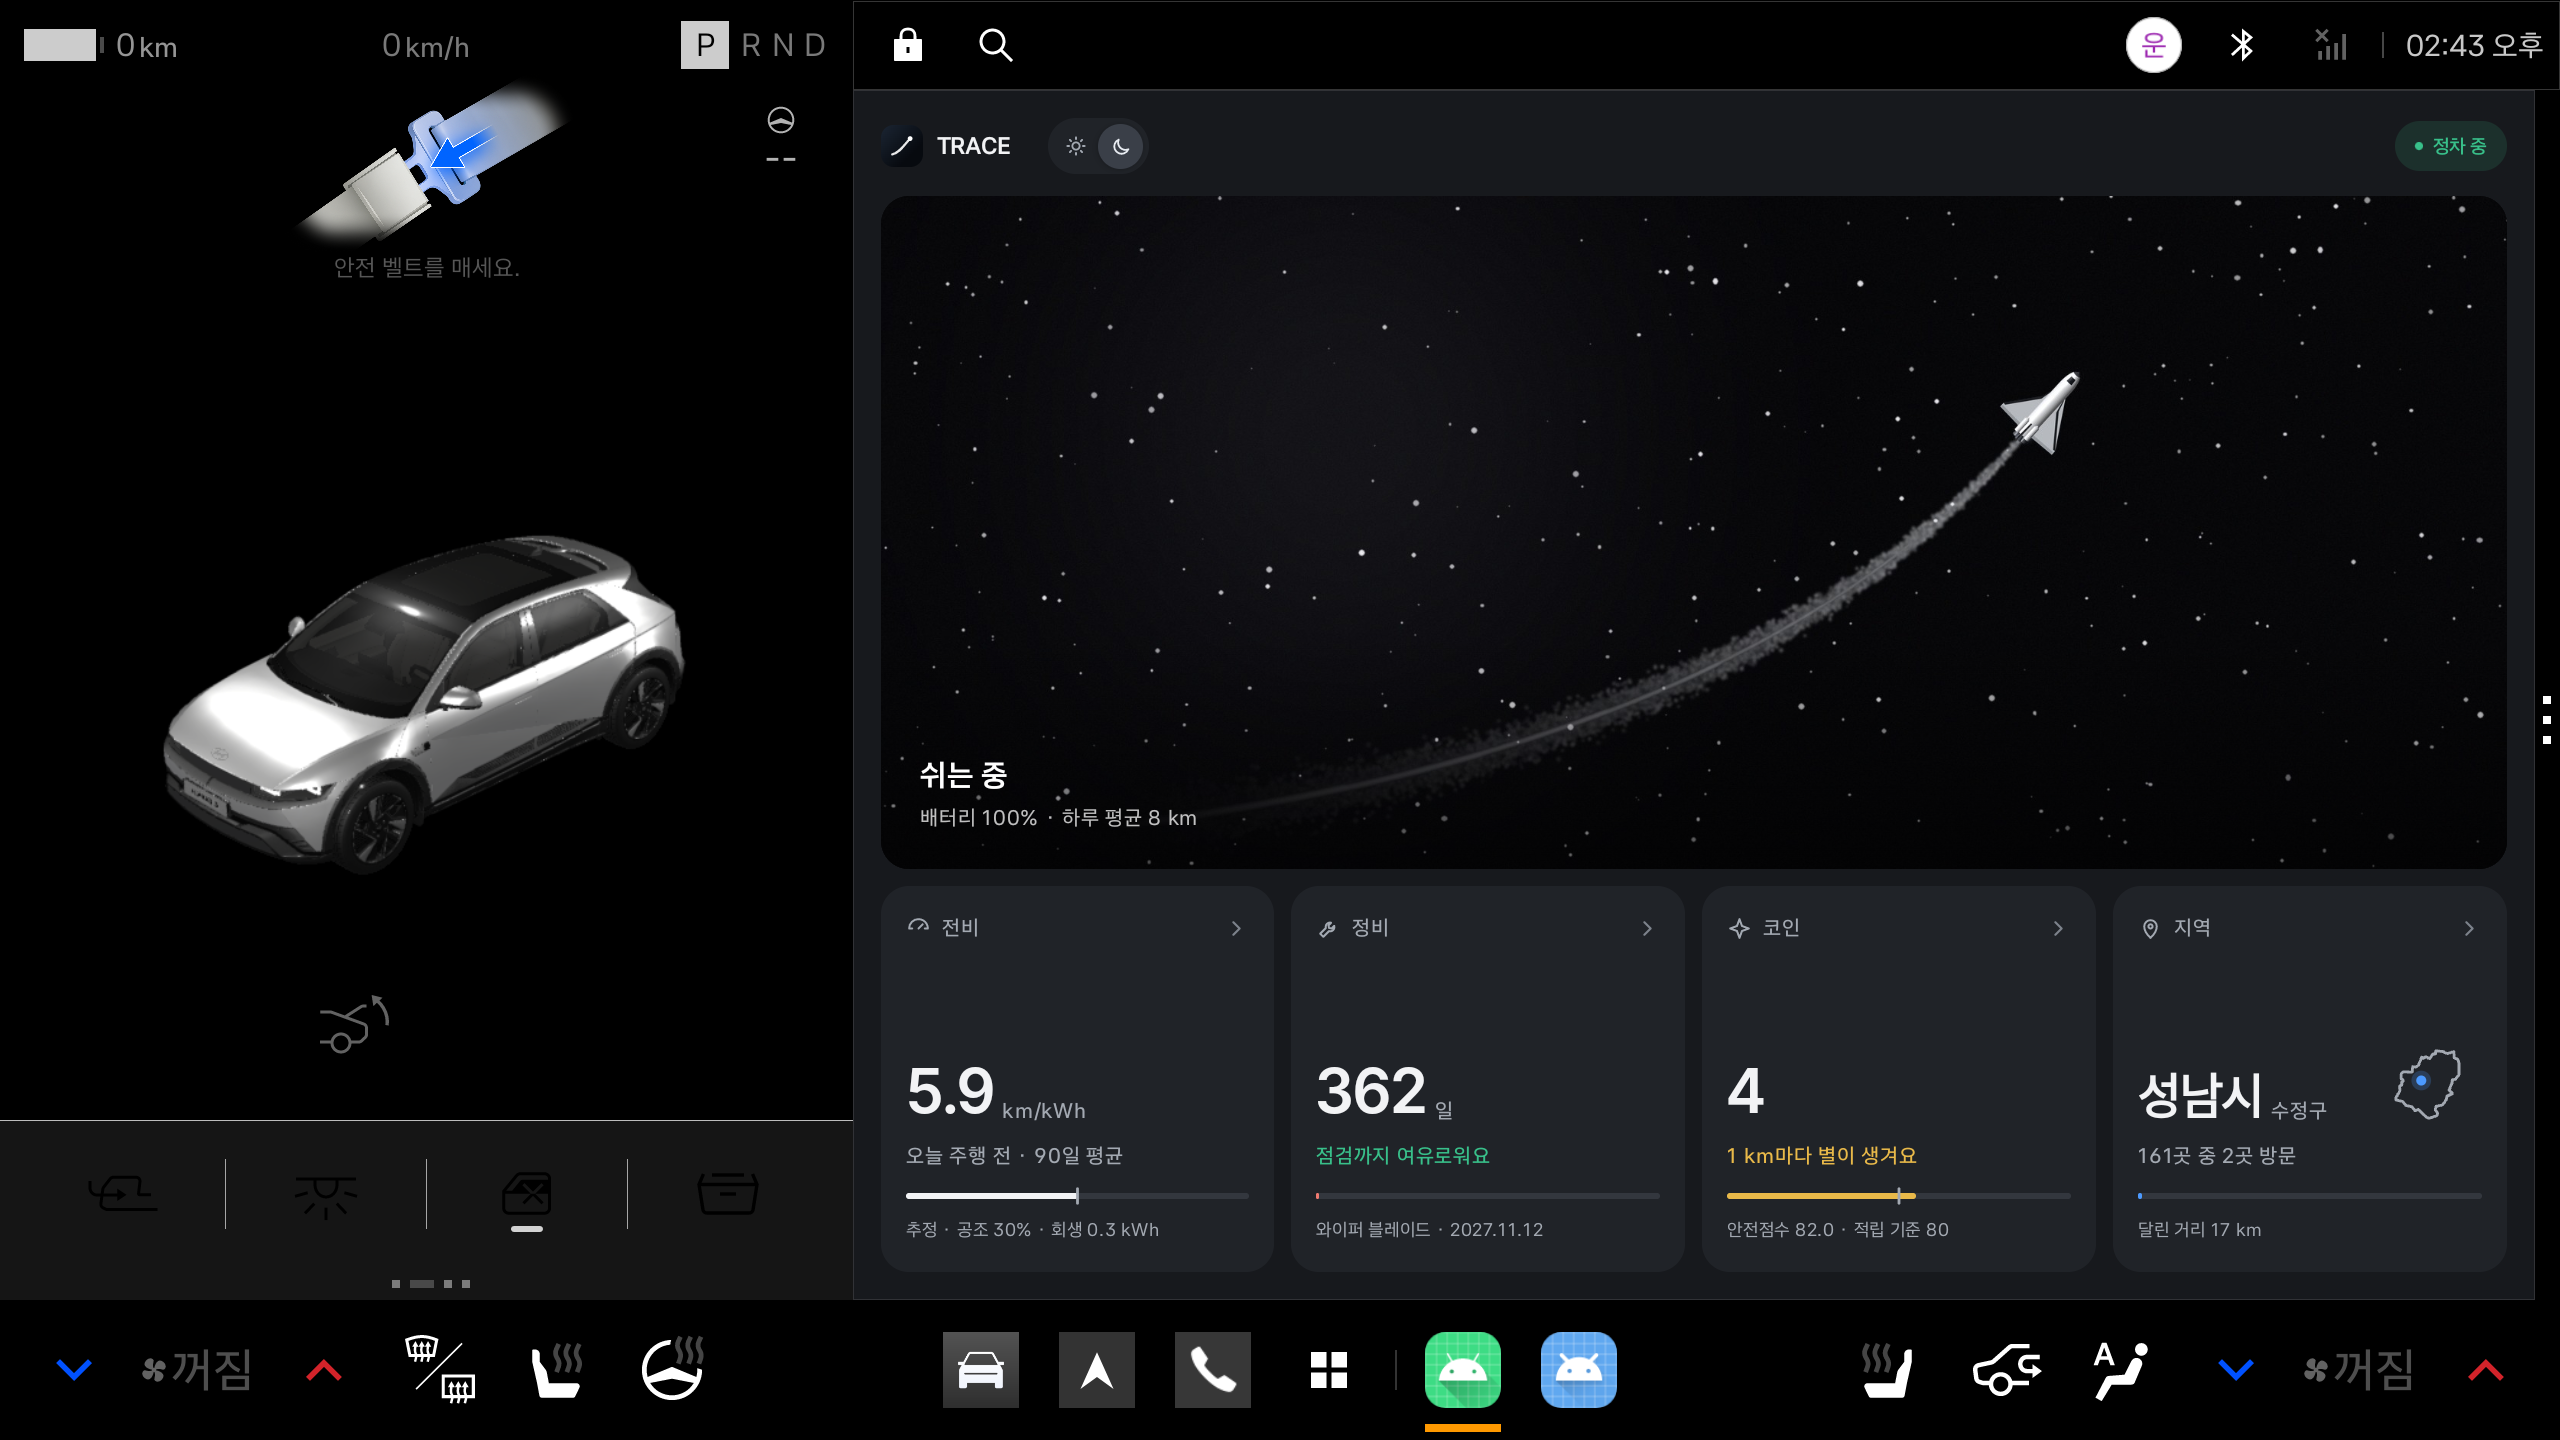 0 km
0 km/h
P R N D
안전 벨트를 매세요.
운
02:43 오후
TRACE
정차 중
쉬는 중
배터리 100% · 하루 평균 8 km
전비
5.9 km/kWh
오늘 주행 전 · 90일 평균
추정 · 공조 30% · 회생 0.3 kWh
정비
362 일
점검까지 여유로워요
와이퍼 블레이드 · 2027.11.12
코인
4
1 km마다 별이 생겨요
안전점수 82.0 · 적립 기준 80
지역
성남시 수정구
161곳 중 2곳 방문
달린 거리 17 km
꺼짐
A
꺼짐